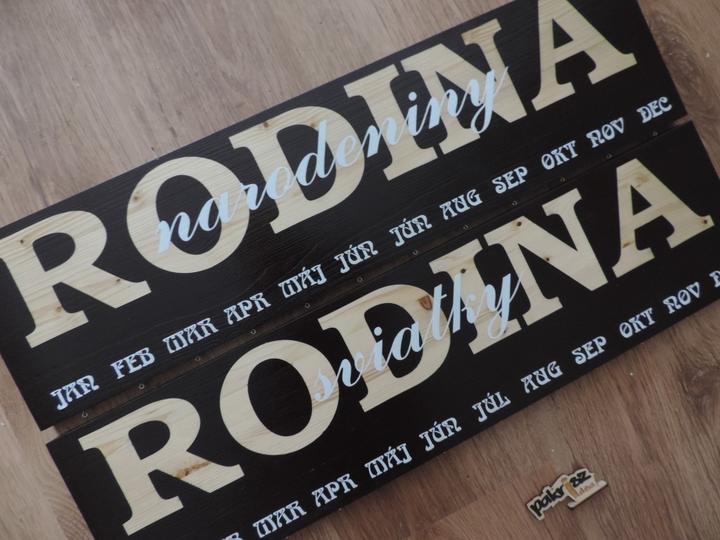 RODINA
narodeniny
JAN FEB MAR APR MÁJ JÚN JÚN AUG SEP OKT NOV DEC
RODINA
sviatky
B MAR APR MÁJ JÚN JÚL AUG SEP OKT NOV D